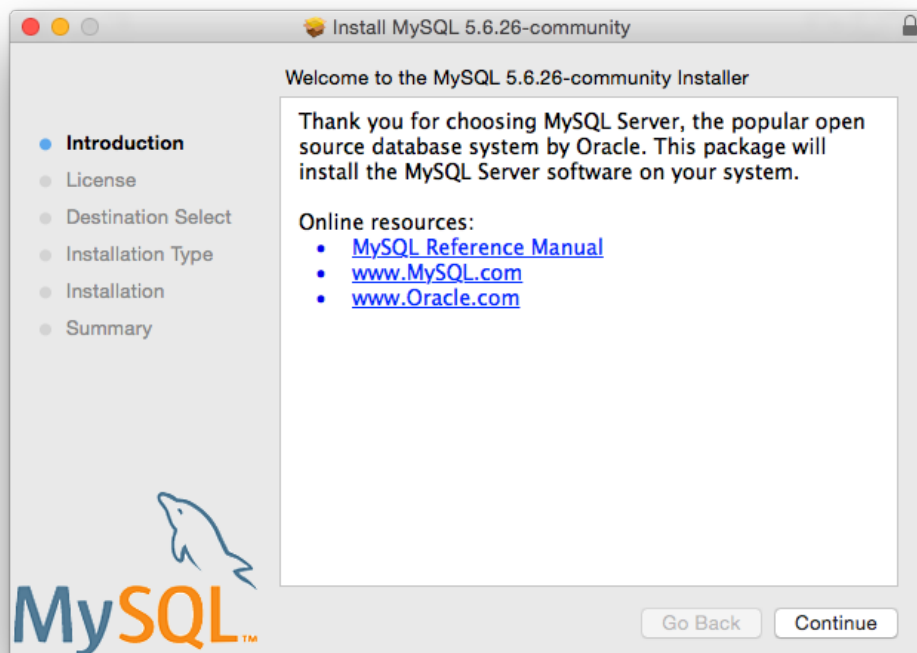 Install MySQL 5.6.26-community
Welcome to the MySQL 5.6.26-community Installer
Introduction
License
Destination Select
Installation Type
Installation
Summary
Thank you for choosing MySQL Server, the popular open
source database system by Oracle. This package will
install the MySQL Server software on your system.
Online resources:
• MySQL Reference Manual
• www.MySQL.com
• www.Oracle.com
MySQL™
Go Back
Continue